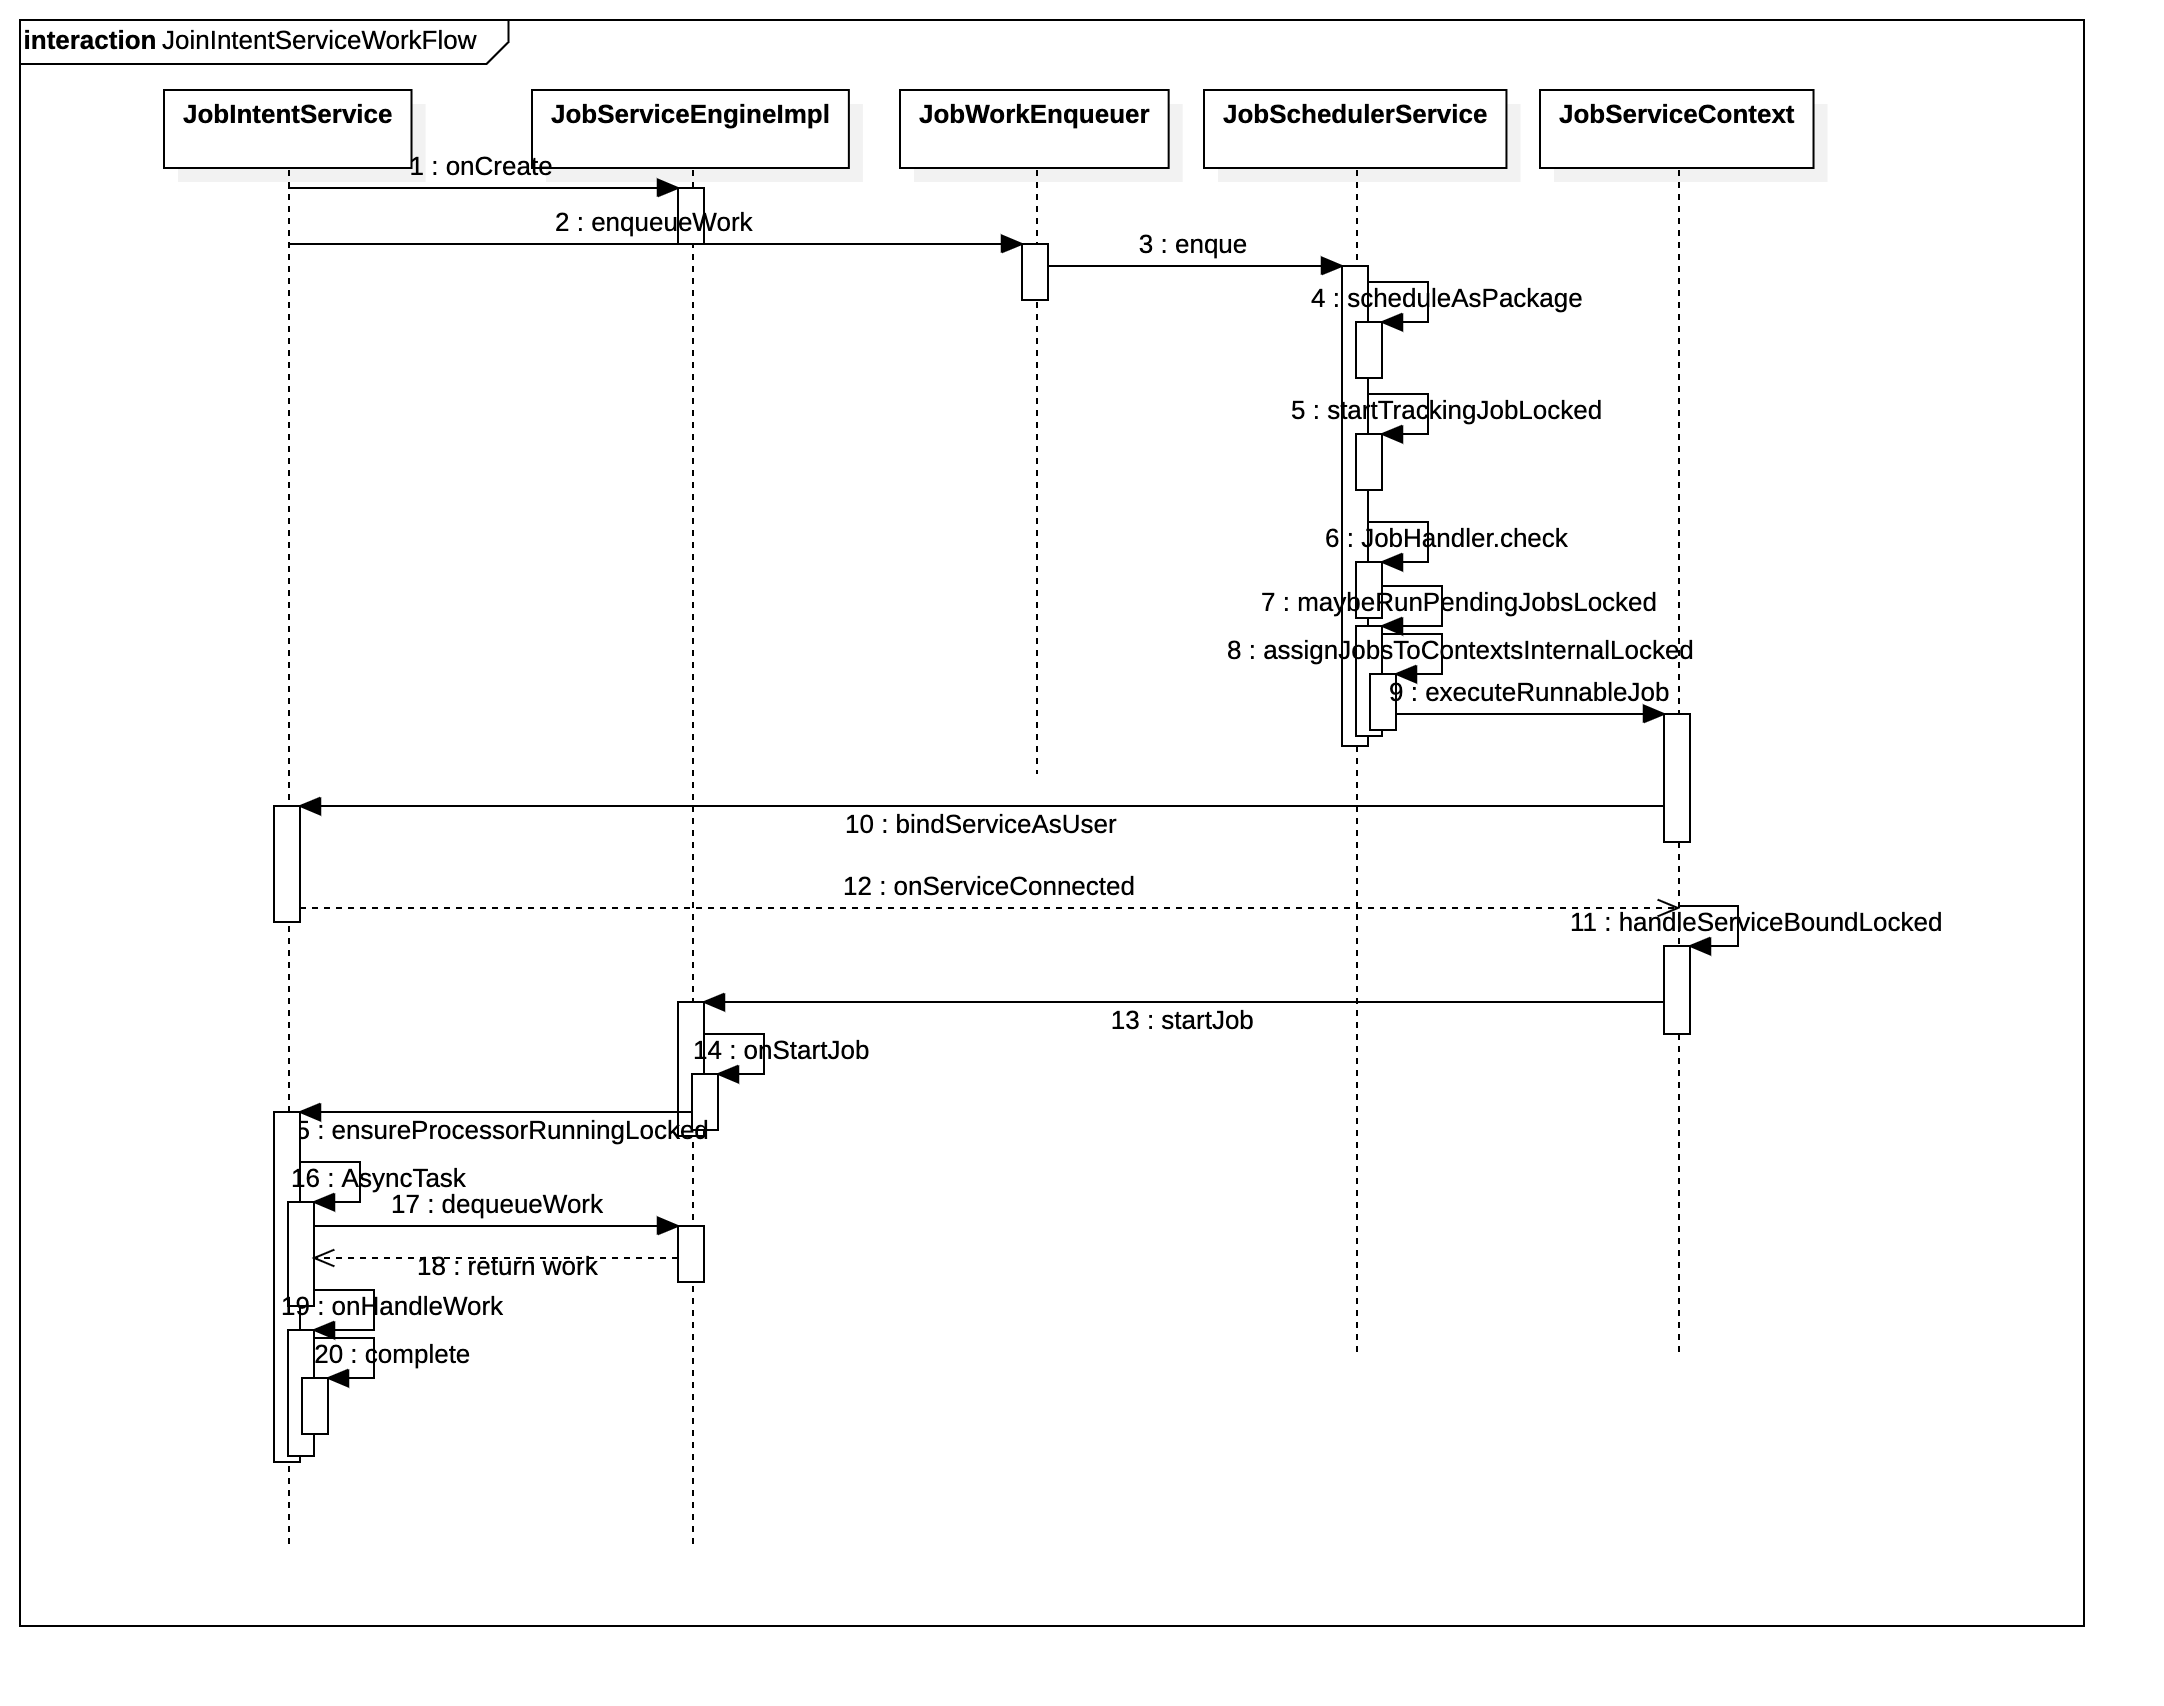 interaction JoinIntentServiceWorkFlow
JobIntentService
JobServiceEngineImpl
JobWorkEnqueuer
JobSchedulerService
JobServiceContext
1 : onCreate
2 : enqueueWork
3 : enque
4 : scheduleAsPackage
5 : startTrackingJobLocked
6 : JobHandler.check
7 : maybeRunPendingJobsLocked
8 : assignJobsToContextsInternalLocked
9 : executeRunnableJob
10 : bindServiceAsUser
12 : onServiceConnected
11 : handleServiceBoundLocked
13 : startJob
14 : onStartJob
5 : ensureProcessorRunningLocked
16 : AsyncTask
17 : dequeueWork
18 : return work
19 : onHandleWork
20 : complete